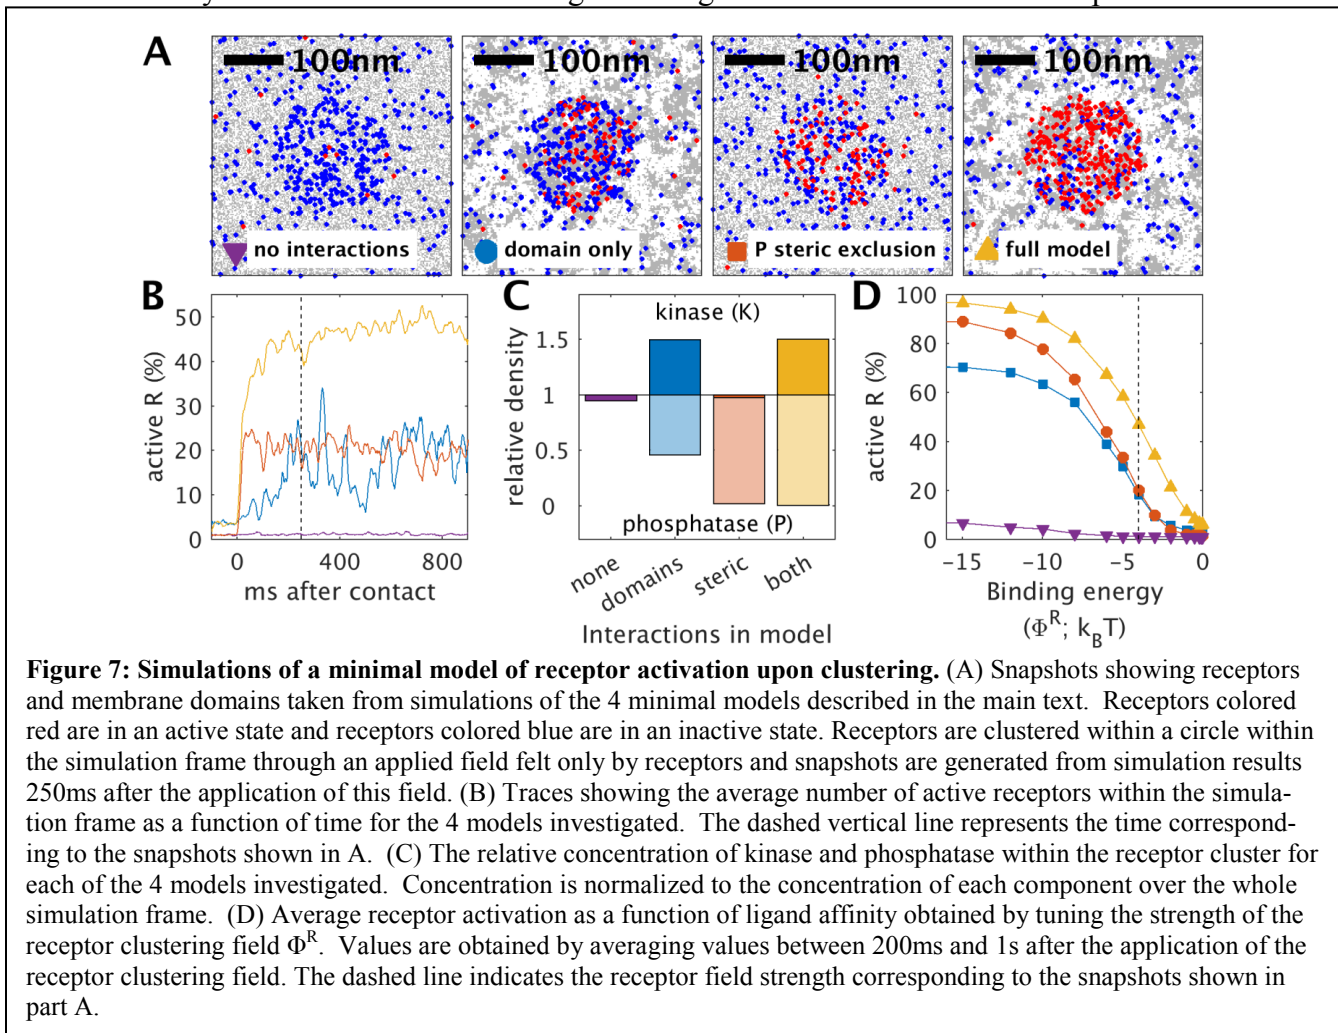 A
100nm
100nm
100nm
100nm
no interactions
domain only
P steric exclusion
full model
B
active R (%)
50
40
30
20
10
0
0
400
800
ms after contact
C
relative density
1.5
1
0.5
0
kinase (K)
phosphatase (P)
none
domains
steric
both
Interactions in model
D
active R (%)
100
80
60
40
20
0
−15
−10
−5
0
Binding energy
(Φᴿ; k_BT)
Figure 7: Simulations of a minimal model of receptor activation upon clustering. (A) Snapshots showing receptors
and membrane domains taken from simulations of the 4 minimal models described in the main text. Receptors colored
red are in an active state and receptors colored blue are in an inactive state. Receptors are clustered within a circle within
the simulation frame through an applied field felt only by receptors and snapshots are generated from simulation results
250ms after the application of this field. (B) Traces showing the average number of active receptors within the simula-
tion frame as a function of time for the 4 models investigated. The dashed vertical line represents the time correspond-
ing to the snapshots shown in A. (C) The relative concentration of kinase and phosphatase within the receptor cluster for
each of the 4 models investigated. Concentration is normalized to the concentration of each component over the whole
simulation frame. (D) Average receptor activation as a function of ligand affinity obtained by tuning the strength of the
receptor clustering field Φᴿ. Values are obtained by averaging values between 200ms and 1s after the application of the
receptor clustering field. The dashed line indicates the receptor field strength corresponding to the snapshots shown in
part A.